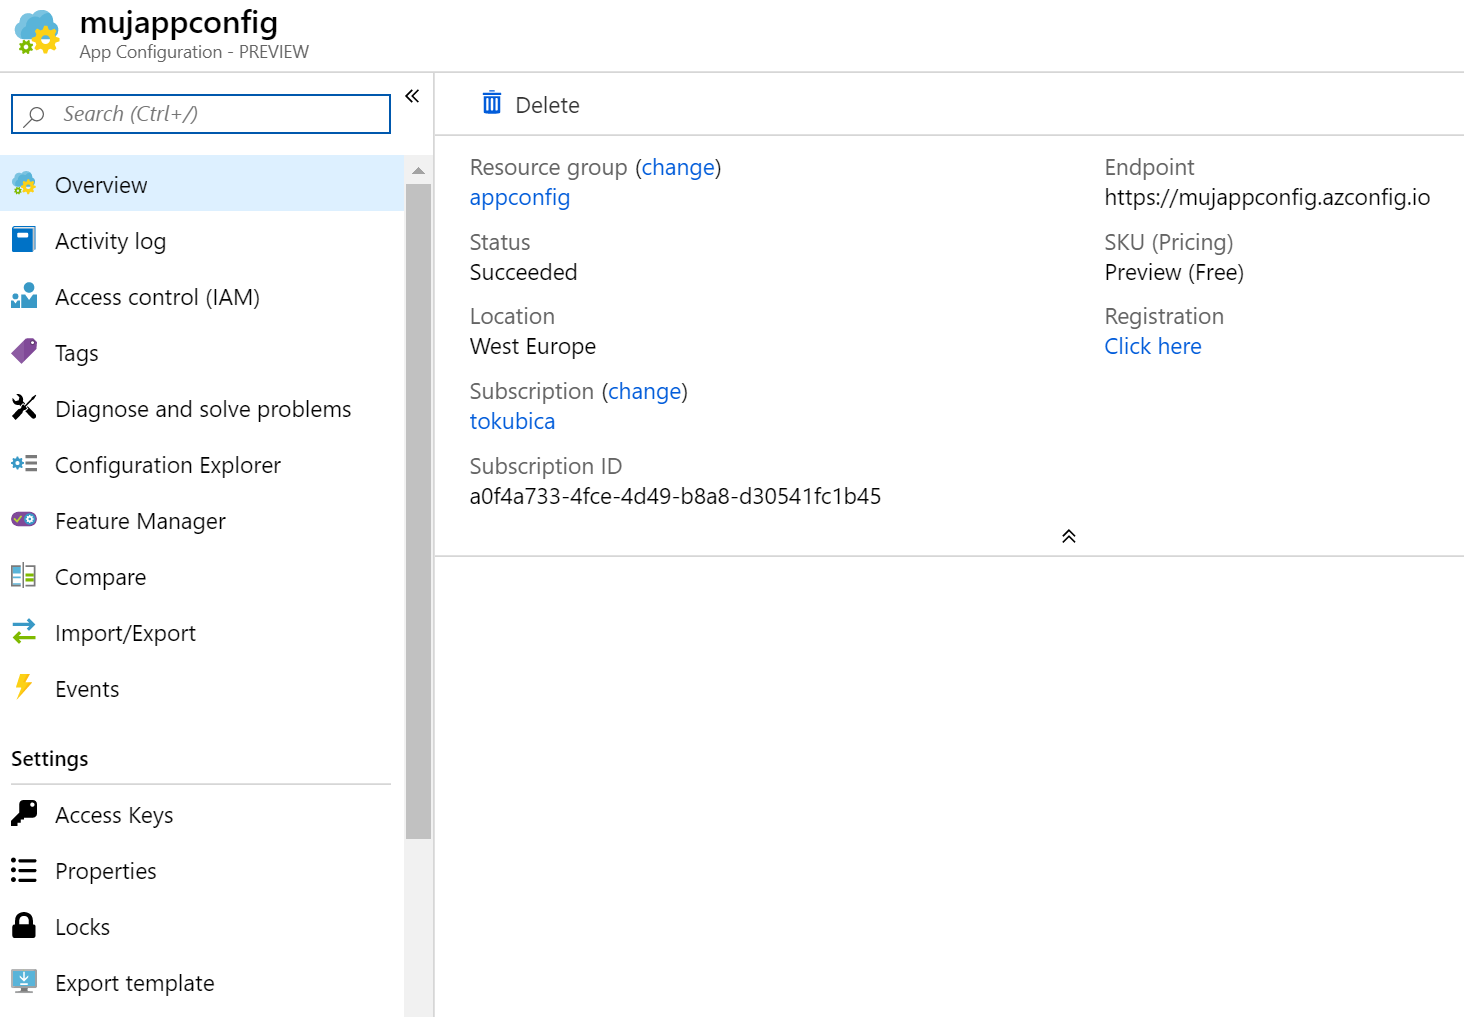 mujappconfig
App Configuration - PREVIEW
Search (Ctrl+/)
Overview
Activity log
Access control (IAM)
Tags
Diagnose and solve problems
Configuration Explorer
Feature Manager
Compare
Import/Export
Events
Settings
Access Keys
Properties
Locks
Export template
Delete
Resource group (change)
appconfig
Status
Succeeded
Location
West Europe
Subscription (change)
tokubica
Subscription ID
a0f4a733-4fce-4d49-b8a8-d30541fc1b45
Endpoint
https://mujappconfig.azconfig.io
SKU (Pricing)
Preview (Free)
Registration
Click here